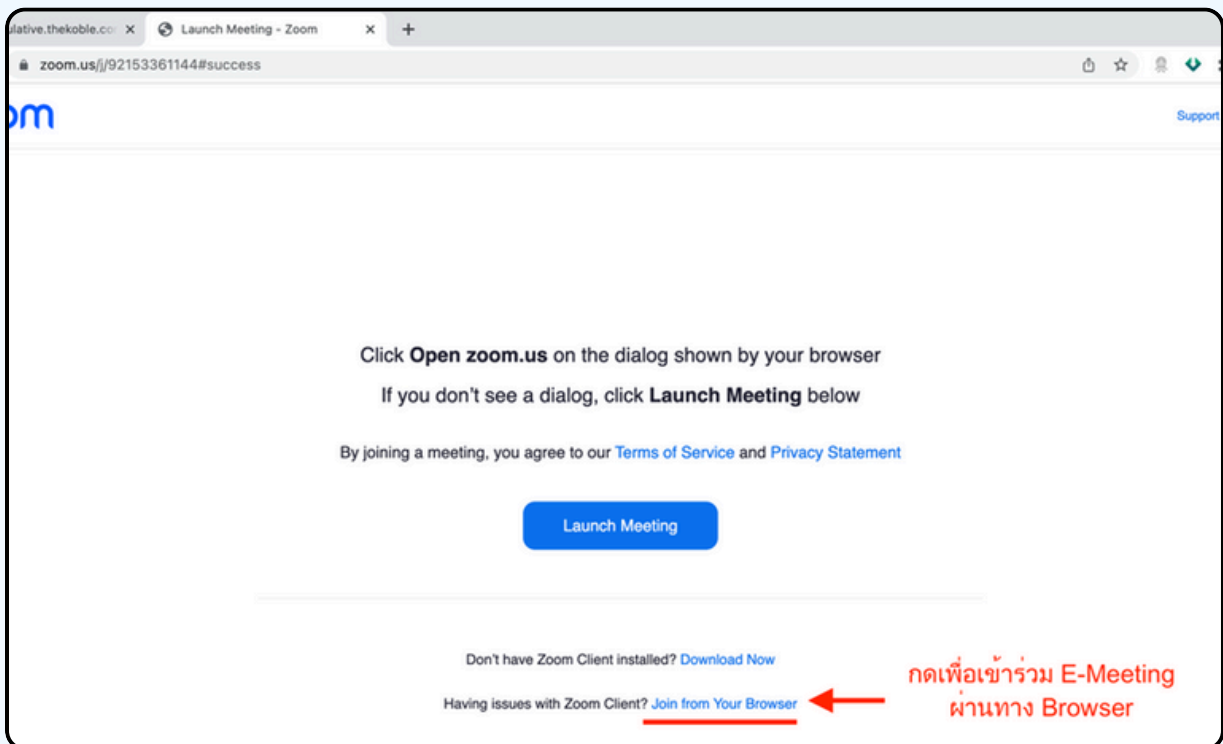 Launch Meeting - Zoom
zoom.us/j/92153361144#success
Support
Click Open zoom.us on the dialog shown by your browser
If you don't see a dialog, click Launch Meeting below
By joining a meeting, you agree to our Terms of Service and Privacy Statement
Launch Meeting
Don't have Zoom Client installed? Download Now
Having issues with Zoom Client? Join from Your Browser
กดเพื่อเข้าร่วม E-Meeting
ผ่านทาง Browser